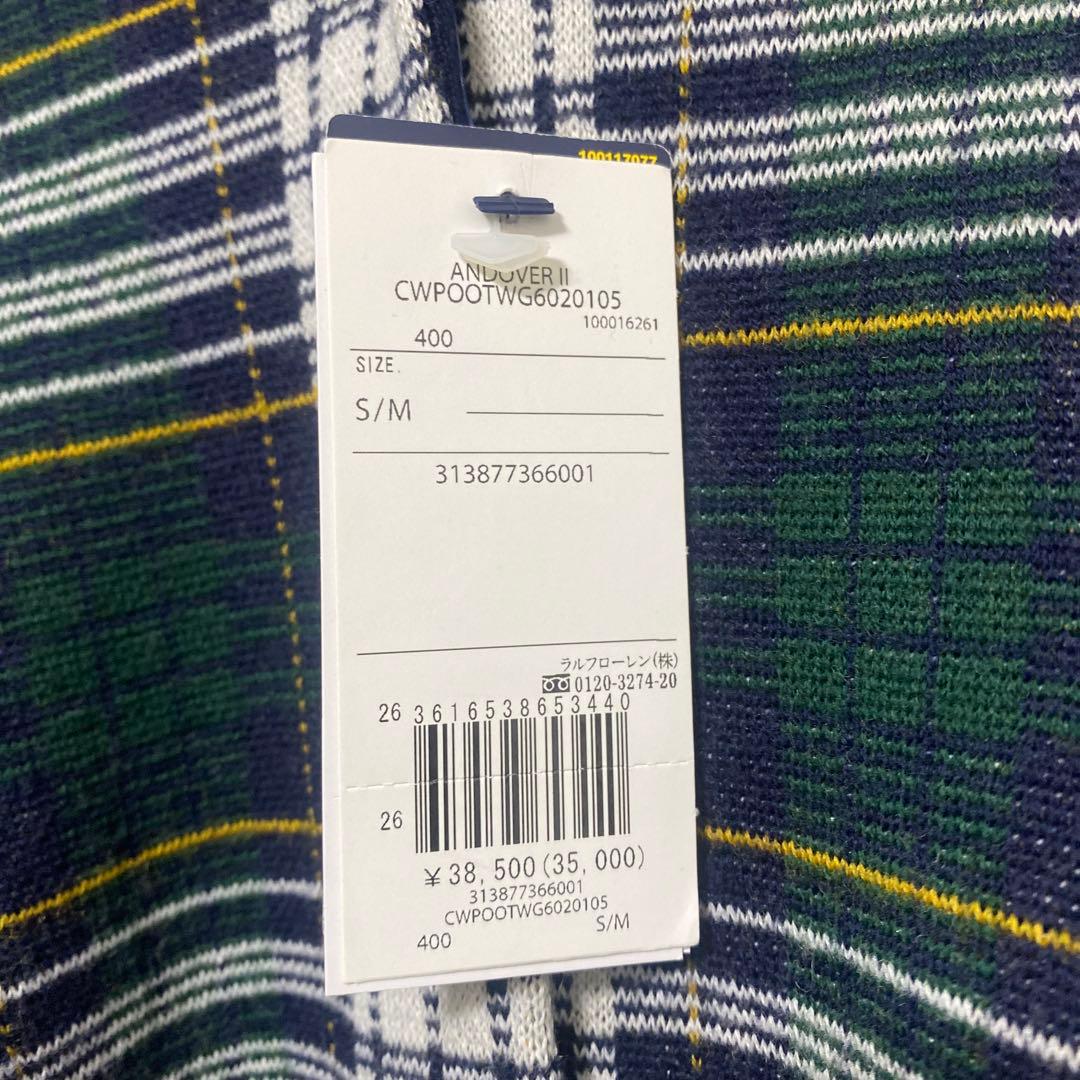 100117077
ANDOVER II
CWPOOTWG6020105
100016261
400
SIZE.
S/M
313877366001
ラルフローレン(株)
0120-3274-20
26 3616538653440
26
¥38,500(35,000)
313877366001
CWPOOTWG6020105
400 S/M